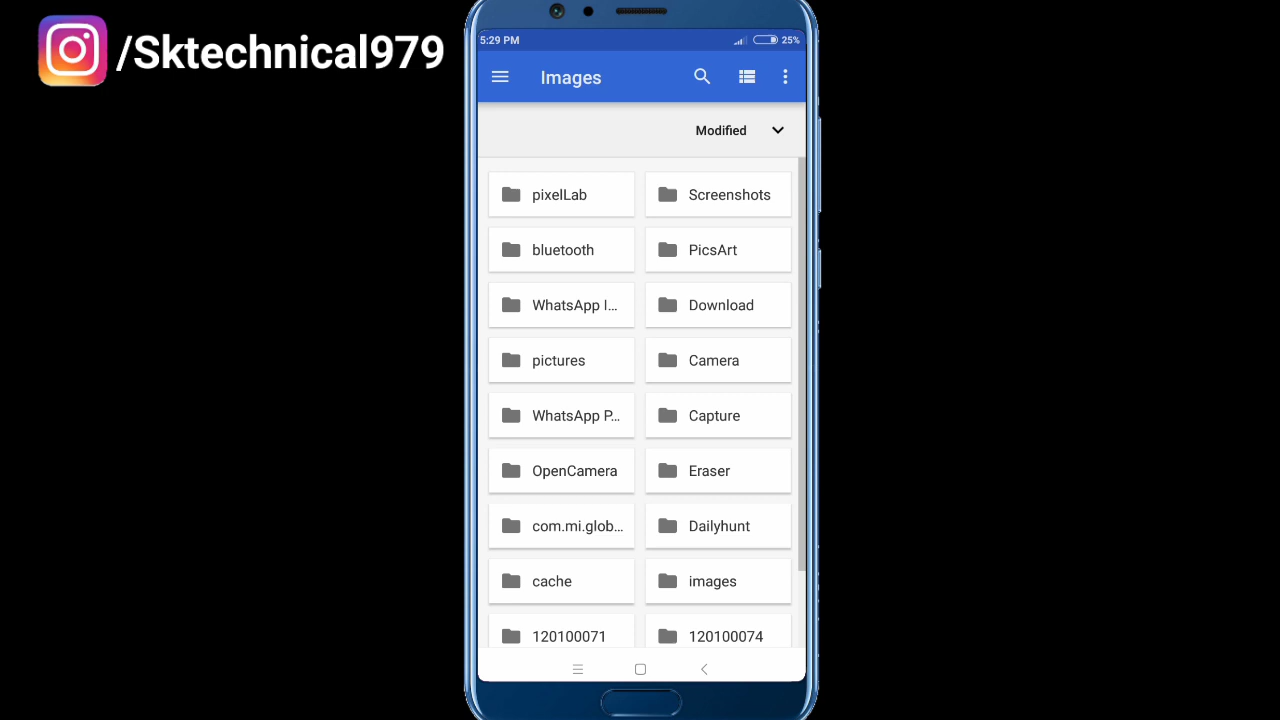 /Sktechnical979
5:29 PM
25%
Images
Modified
pixelLab
Screenshots
bluetooth
PicsArt
WhatsApp I...
Download
pictures
Camera
WhatsApp P...
Capture
OpenCamera
Eraser
com.mi.glob...
Dailyhunt
cache
images
120100071
120100074